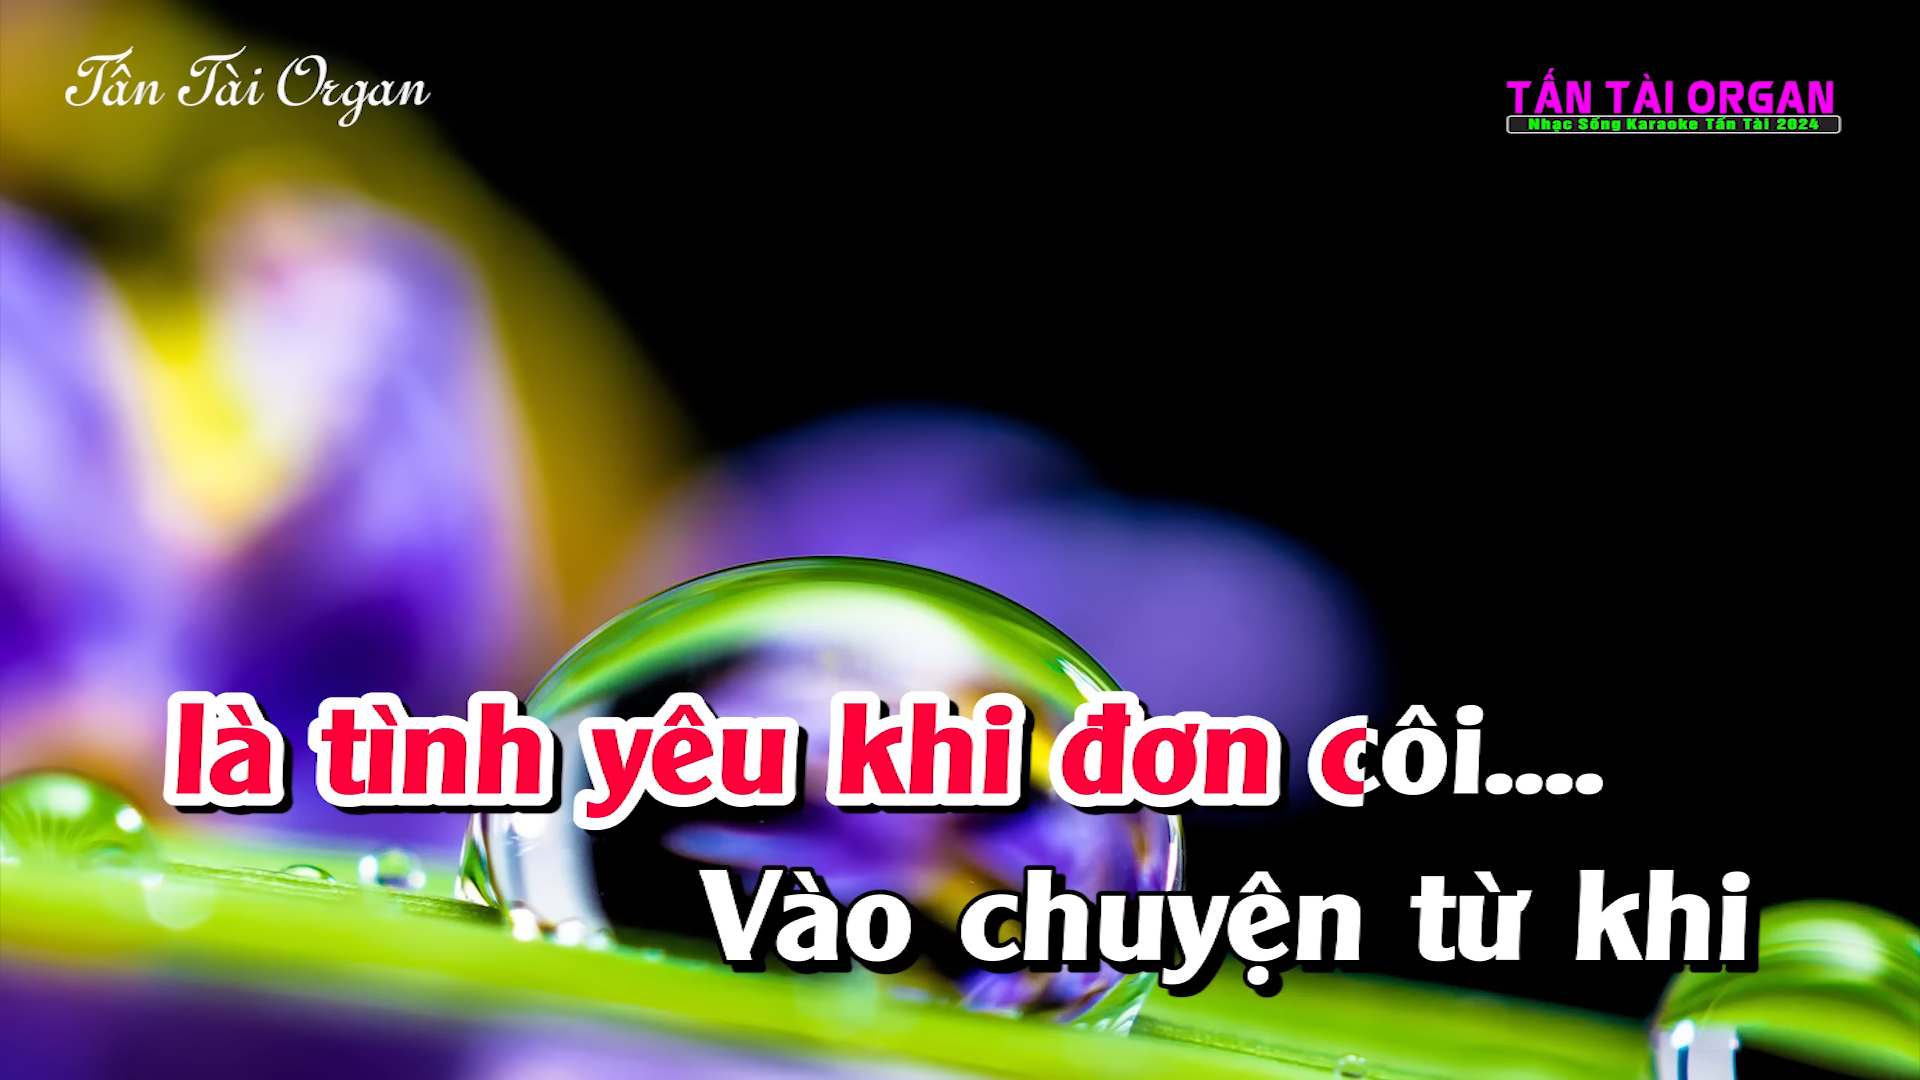 Tấn Tài Organ
TẤN TÀI ORGAN
Nhạc Sống Karaoke Tấn Tài 2024
là tình yêu khi đơn côi....
Vào chuyện từ khi